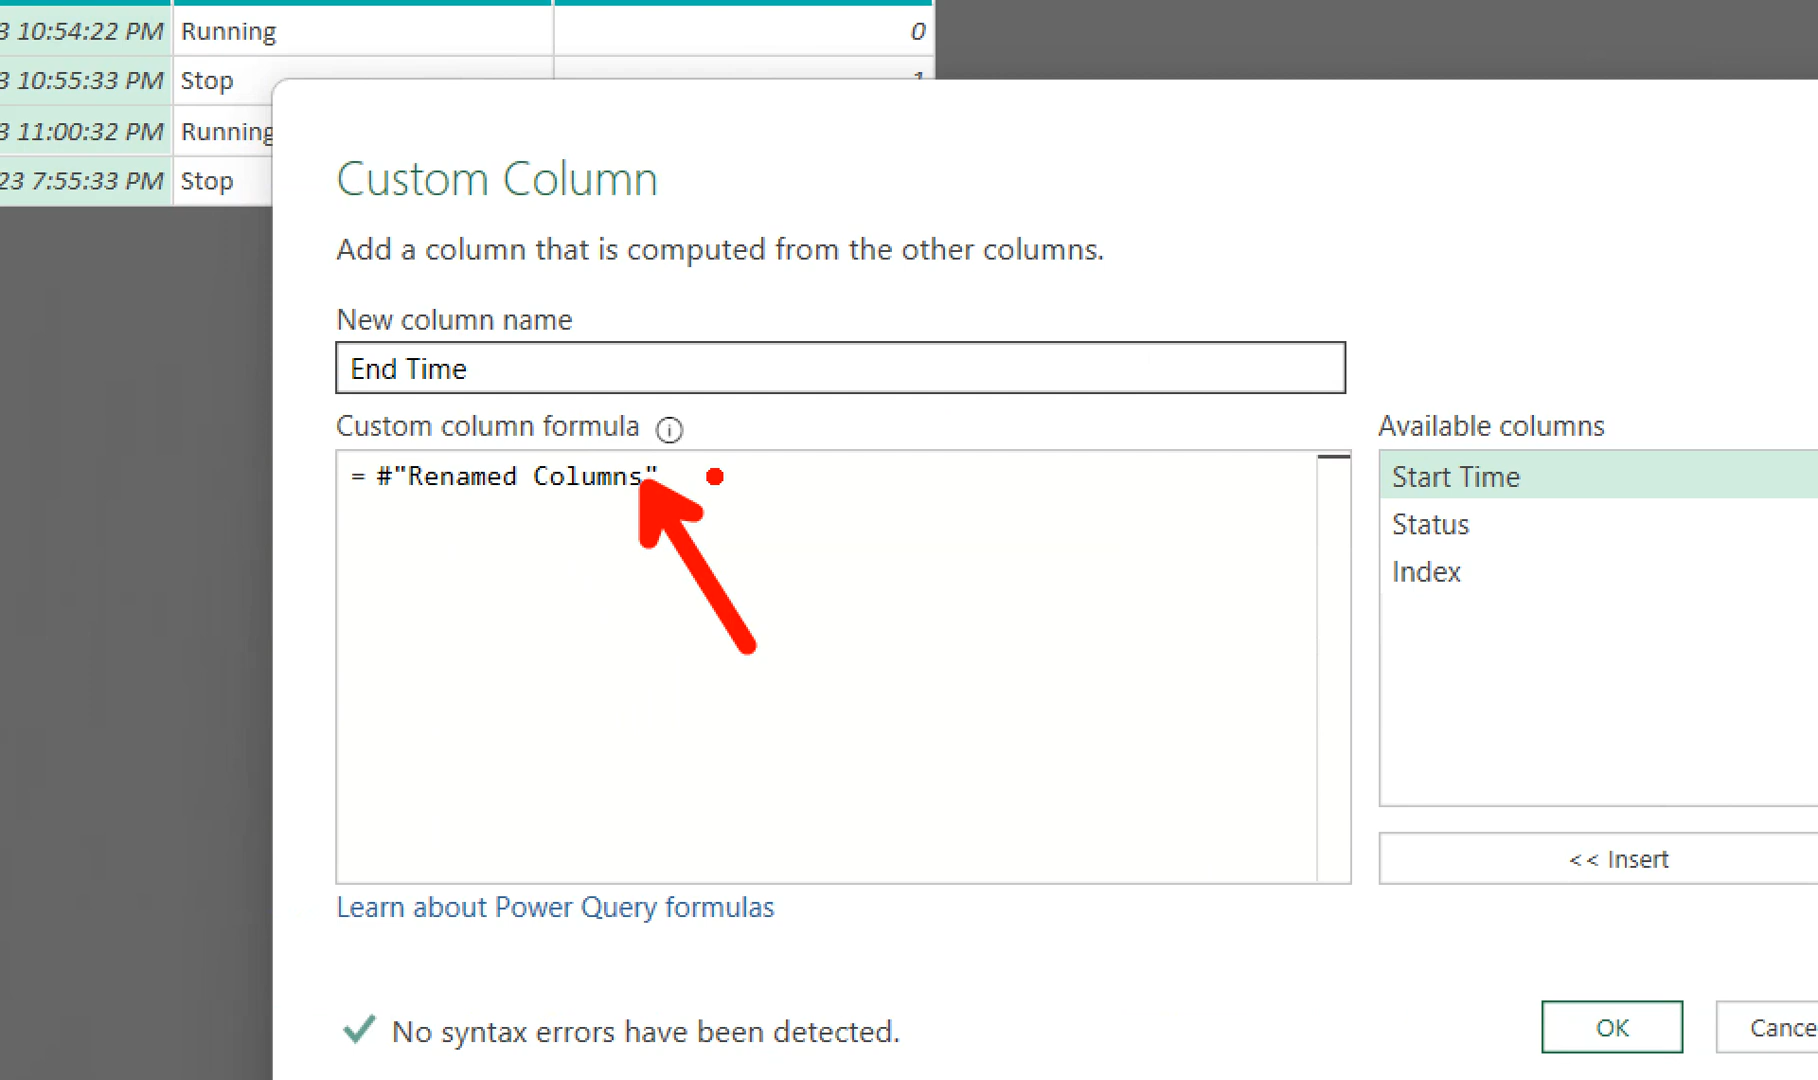 3 10:54:22 PM Running 0
3 10:55:33 PM Stop 1
3 11:00:32 PM Running
23 7:55:33 PM Stop
Custom Column
Add a column that is computed from the other columns.
New column name
End Time
Custom column formula
= #"Renamed Columns"
Available columns
Start Time
Status
Index
<< Insert
Learn about Power Query formulas
No syntax errors have been detected.
OK
Cance